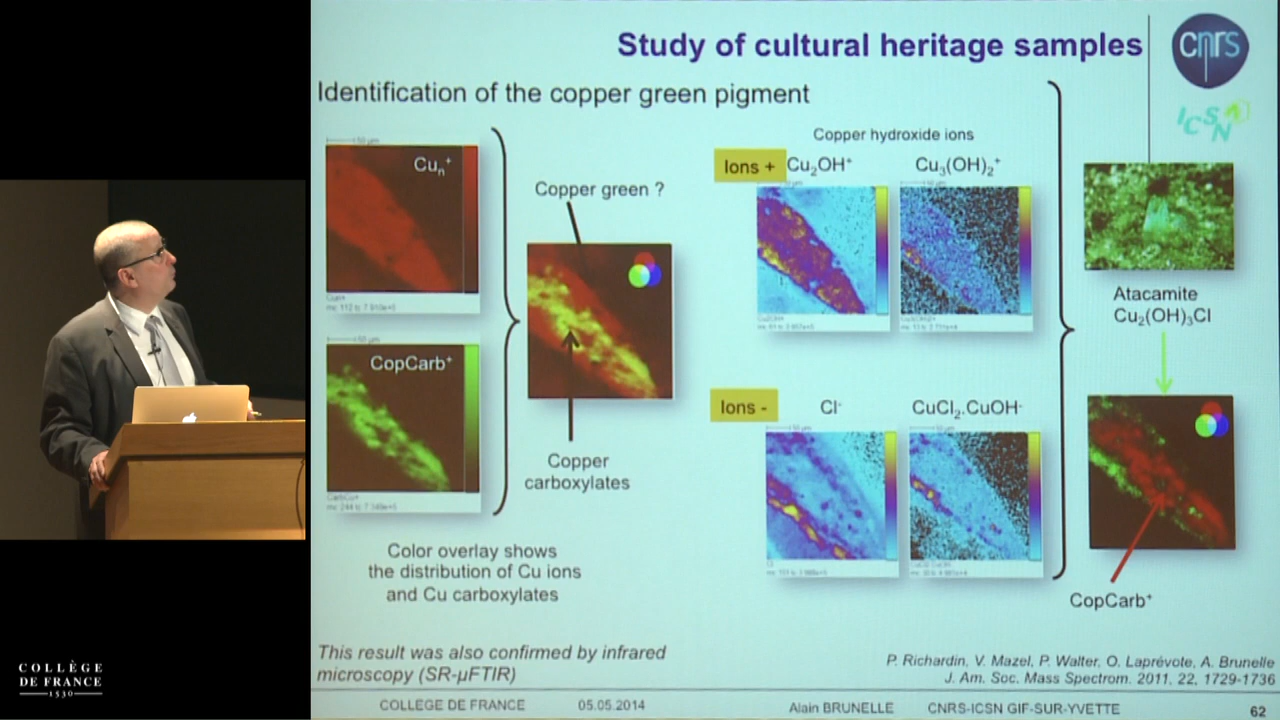 Study of cultural heritage samples
cnrs
ICSN
Identification of the copper green pigment
Copper hydroxide ions
Cuₙ⁺
Copper green ?
Ions +
Cu₂OH⁺
Cu₃(OH)₂⁺
CopCarb⁺
Atacamite
Cu₂(OH)₃Cl
Ions -
Cl⁻
CuCl₂.CuOH⁻
Copper
carboxylates
Color overlay shows
the distribution of Cu ions
and Cu carboxylates
CopCarb⁺
This result was also confirmed by infrared
microscopy (SR-µFTIR)
P. Richardin, V. Mazel, P. Walter, O. Laprévote, A. Brunelle
J. Am. Soc. Mass Spectrom. 2011, 22, 1729-1736
COLLÈGE DE FRANCE 05.05.2014 Alain BRUNELLE CNRS-ICSN GIF-SUR-YVETTE 62
COLLÈGE
DE FRANCE
1530